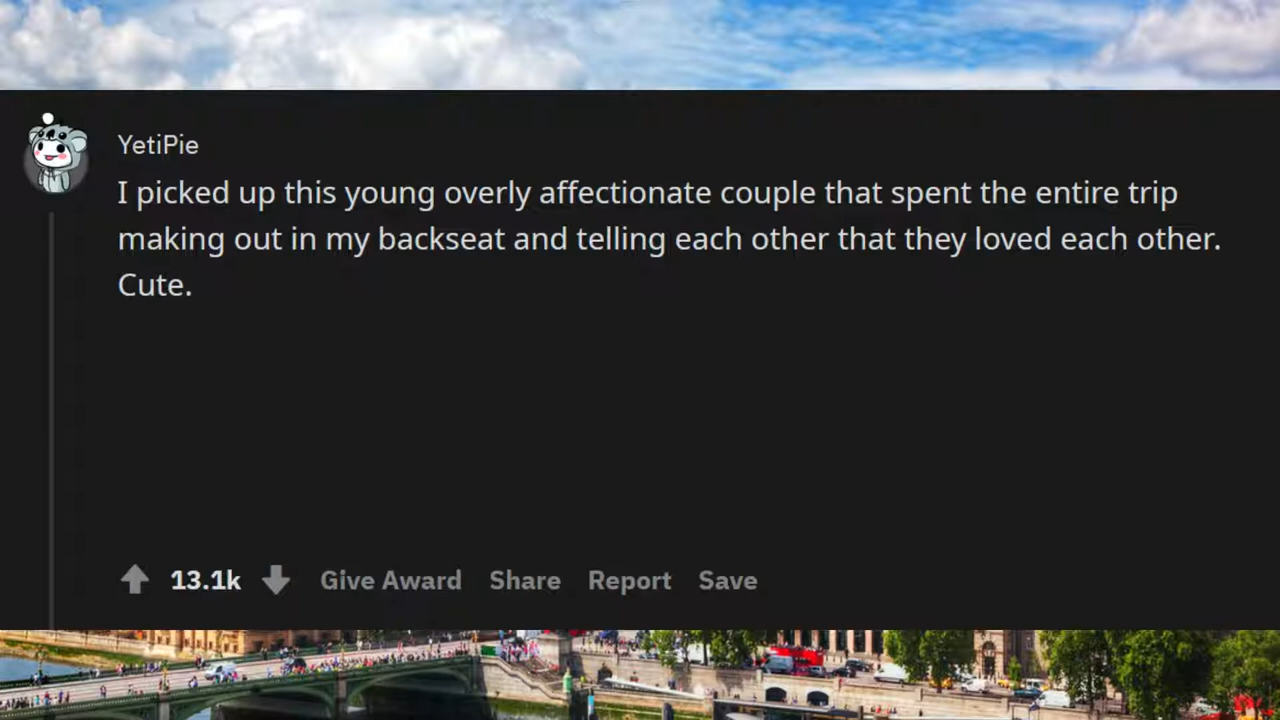 YetiPie
I picked up this young overly affectionate couple that spent the entire trip
making out in my backseat and telling each other that they loved each other.
Cute.
13.1k Give Award Share Report Save